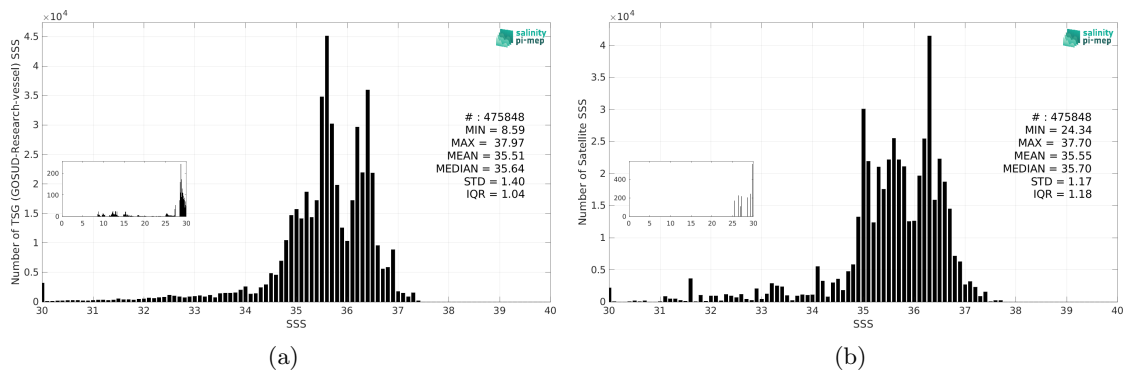 ×10⁴
4.5
4
3.5
3
2.5
2
1.5
1
0.5
0
Number of TSG (GOSUD-Research-vessel) SSS
salinity
pi-mep
# : 475848
MIN = 8.59
MAX = 37.97
MEAN = 35.51
MEDIAN = 35.64
STD = 1.40
IQR = 1.04
200
100
0
0 5 10 15 20 25 30
30 31 32 33 34 35 36 37 38 39 40
SSS
(a)
×10⁴
4
3.5
3
2.5
2
1.5
1
0.5
0
Number of Satellite SSS
salinity
pi-mep
# : 475848
MIN = 24.34
MAX = 37.70
MEAN = 35.55
MEDIAN = 35.70
STD = 1.17
IQR = 1.18
400
200
0
0 5 10 15 20 25 30
30 31 32 33 34 35 36 37 38 39 40
SSS
(b)